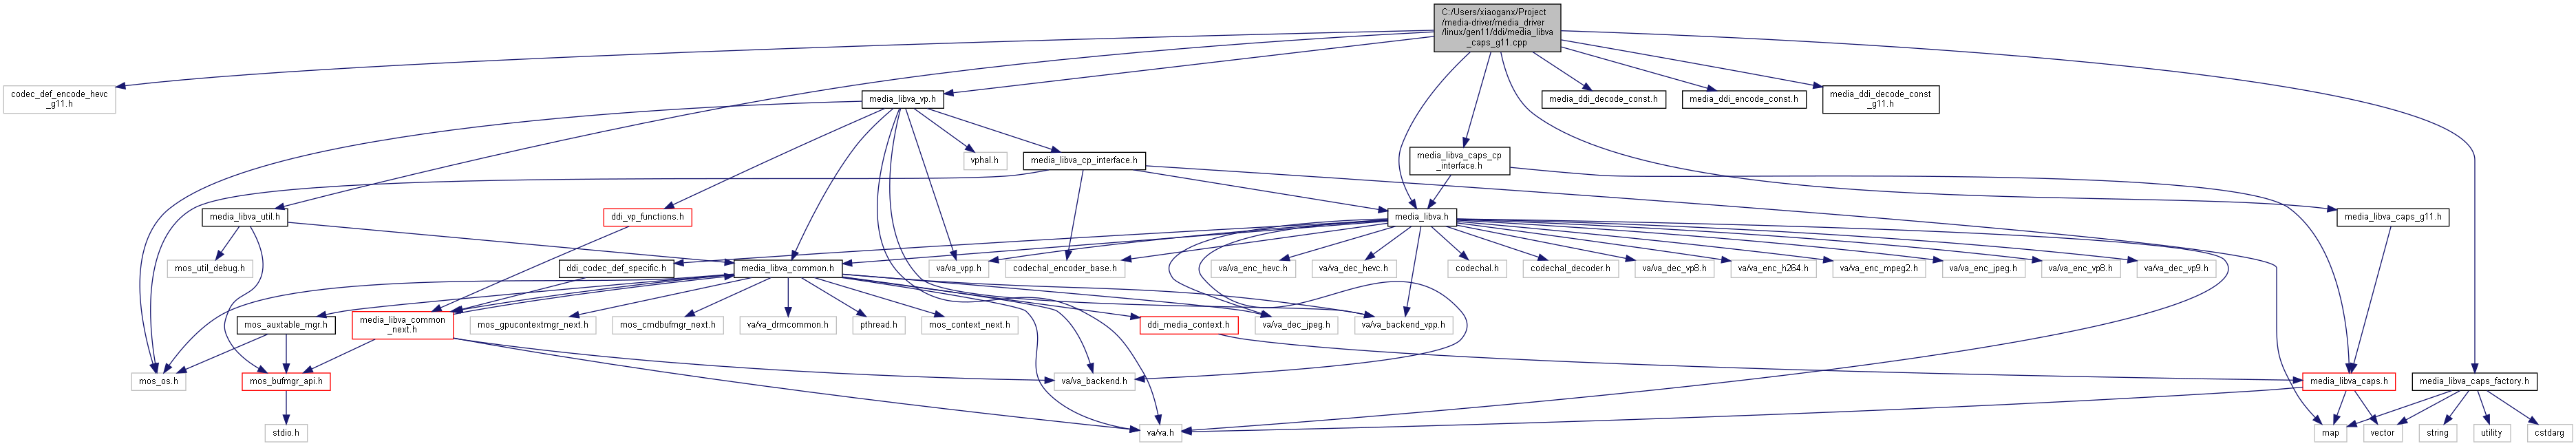 C:/Users/xiaoganx/Project
/media-driver/media_driver
/linux/gen11/ddi/media_libva
_caps_g11.cpp
codec_def_encode_hevc
_g11.h
media_libva_vp.h
media_ddi_decode_const.h
media_ddi_encode_const.h
media_ddi_decode_const
_g11.h
vphal.h
media_libva_cp_interface.h
media_libva_caps_cp
_interface.h
media_libva_util.h
ddi_vp_functions.h
media_libva.h
media_libva_caps_g11.h
mos_util_debug.h
ddi_codec_def_specific.h
media_libva_common.h
va/va_vpp.h
codechal_encoder_base.h
va/va_enc_hevc.h
va/va_dec_hevc.h
codechal.h
codechal_decoder.h
va/va_dec_vp8.h
va/va_enc_h264.h
va/va_enc_mpeg2.h
va/va_enc_jpeg.h
va/va_enc_vp8.h
va/va_dec_vp9.h
mos_auxtable_mgr.h
media_libva_common
_next.h
mos_gpucontextmgr_next.h
mos_cmdbufmgr_next.h
va/va_drmcommon.h
pthread.h
mos_context_next.h
ddi_media_context.h
va/va_dec_jpeg.h
va/va_backend_vpp.h
mos_os.h
mos_bufmgr_api.h
va/va_backend.h
media_libva_caps.h
media_libva_caps_factory.h
stdio.h
va/va.h
map
vector
string
utility
cstdarg